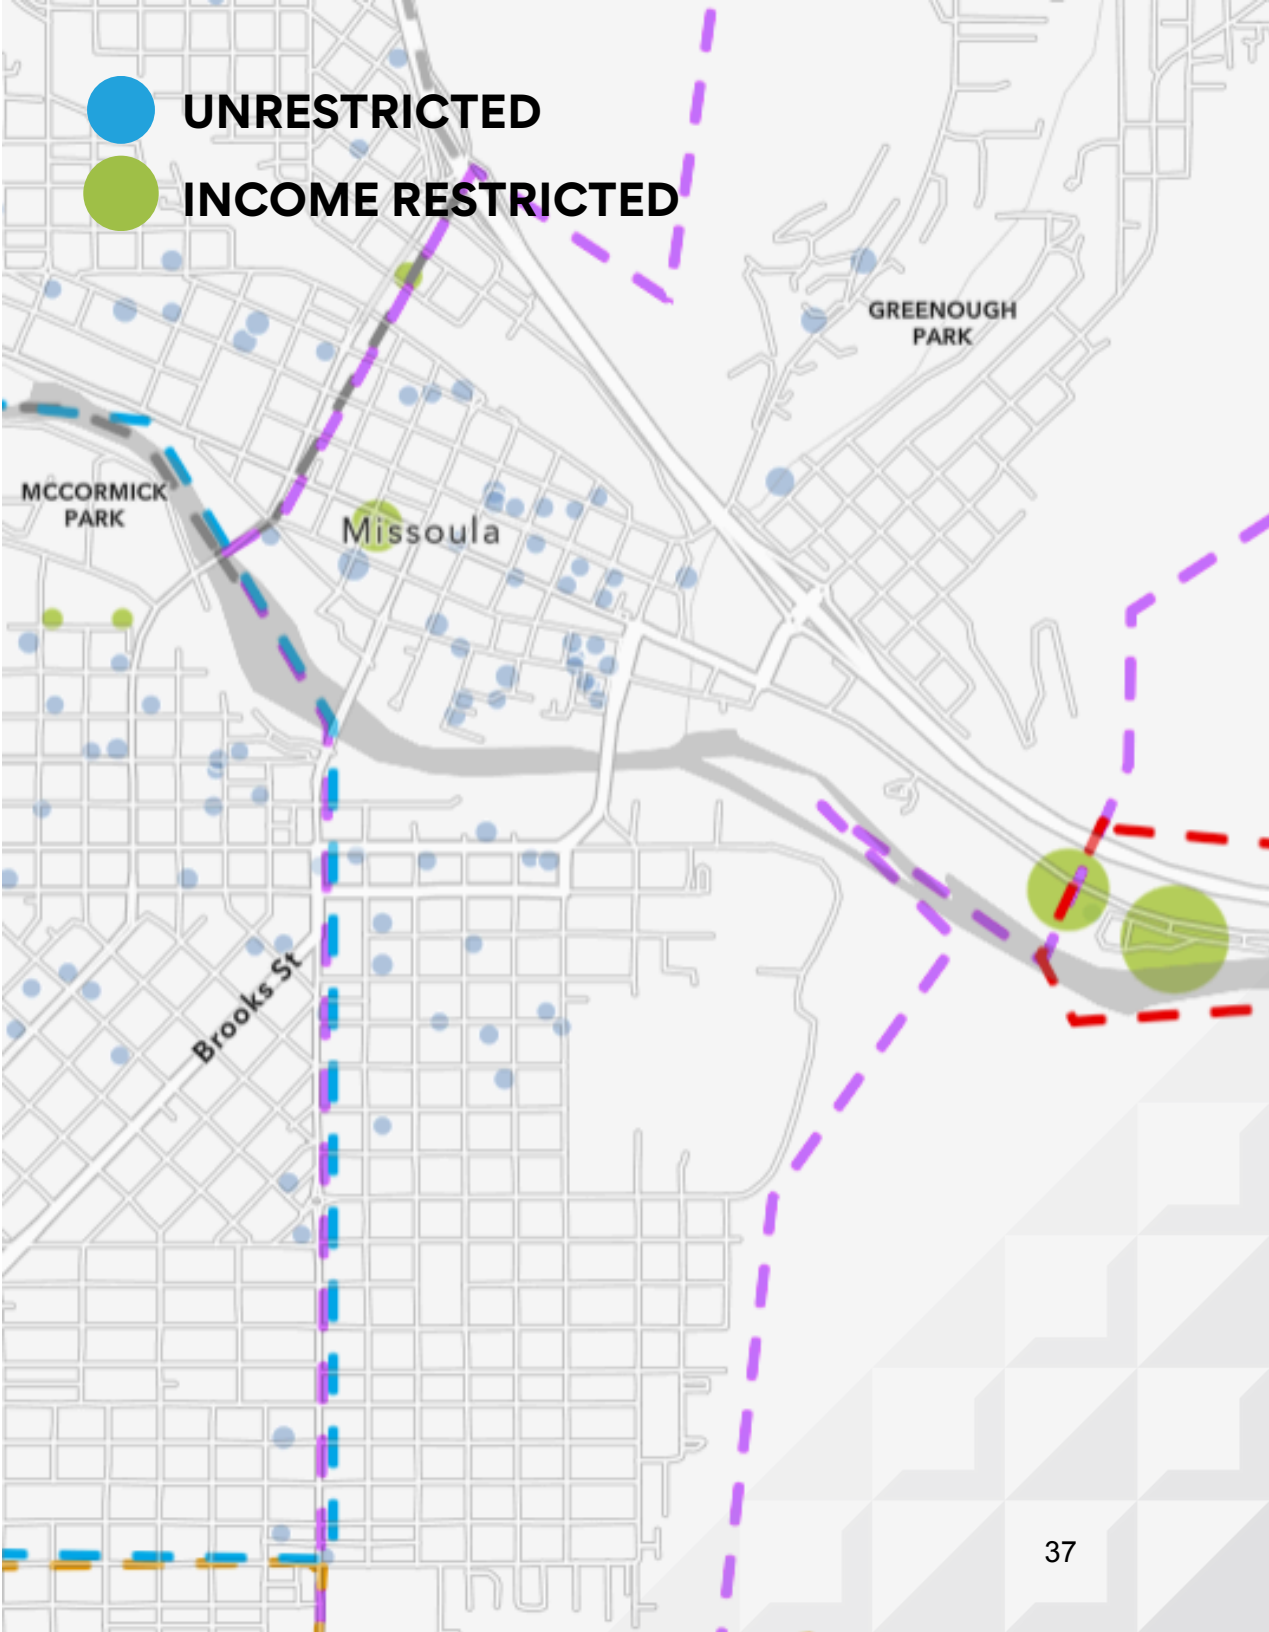 UNRESTRICTED
INCOME RESTRICTED
GREENOUGH
PARK
MCCORMICK
PARK
Missoula
Brooks St
37